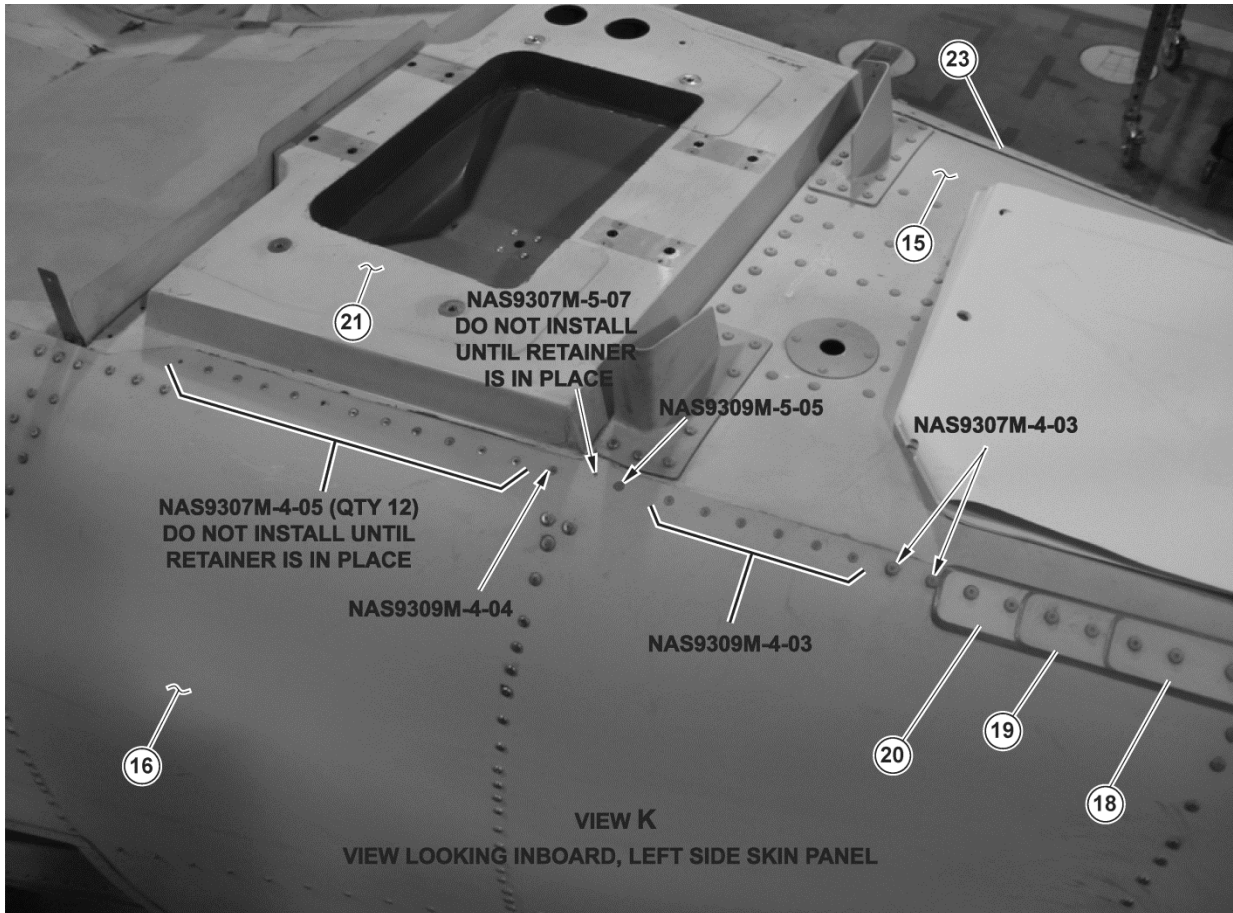 23
15
21
NAS9307M-5-07
DO NOT INSTALL
UNTIL RETAINER
IS IN PLACE
NAS9309M-5-05
NAS9307M-4-03
NAS9307M-4-05 (QTY 12)
DO NOT INSTALL UNTIL
RETAINER IS IN PLACE
NAS9309M-4-04
NAS9309M-4-03
16
20
19
18
VIEW K
VIEW LOOKING INBOARD, LEFT SIDE SKIN PANEL